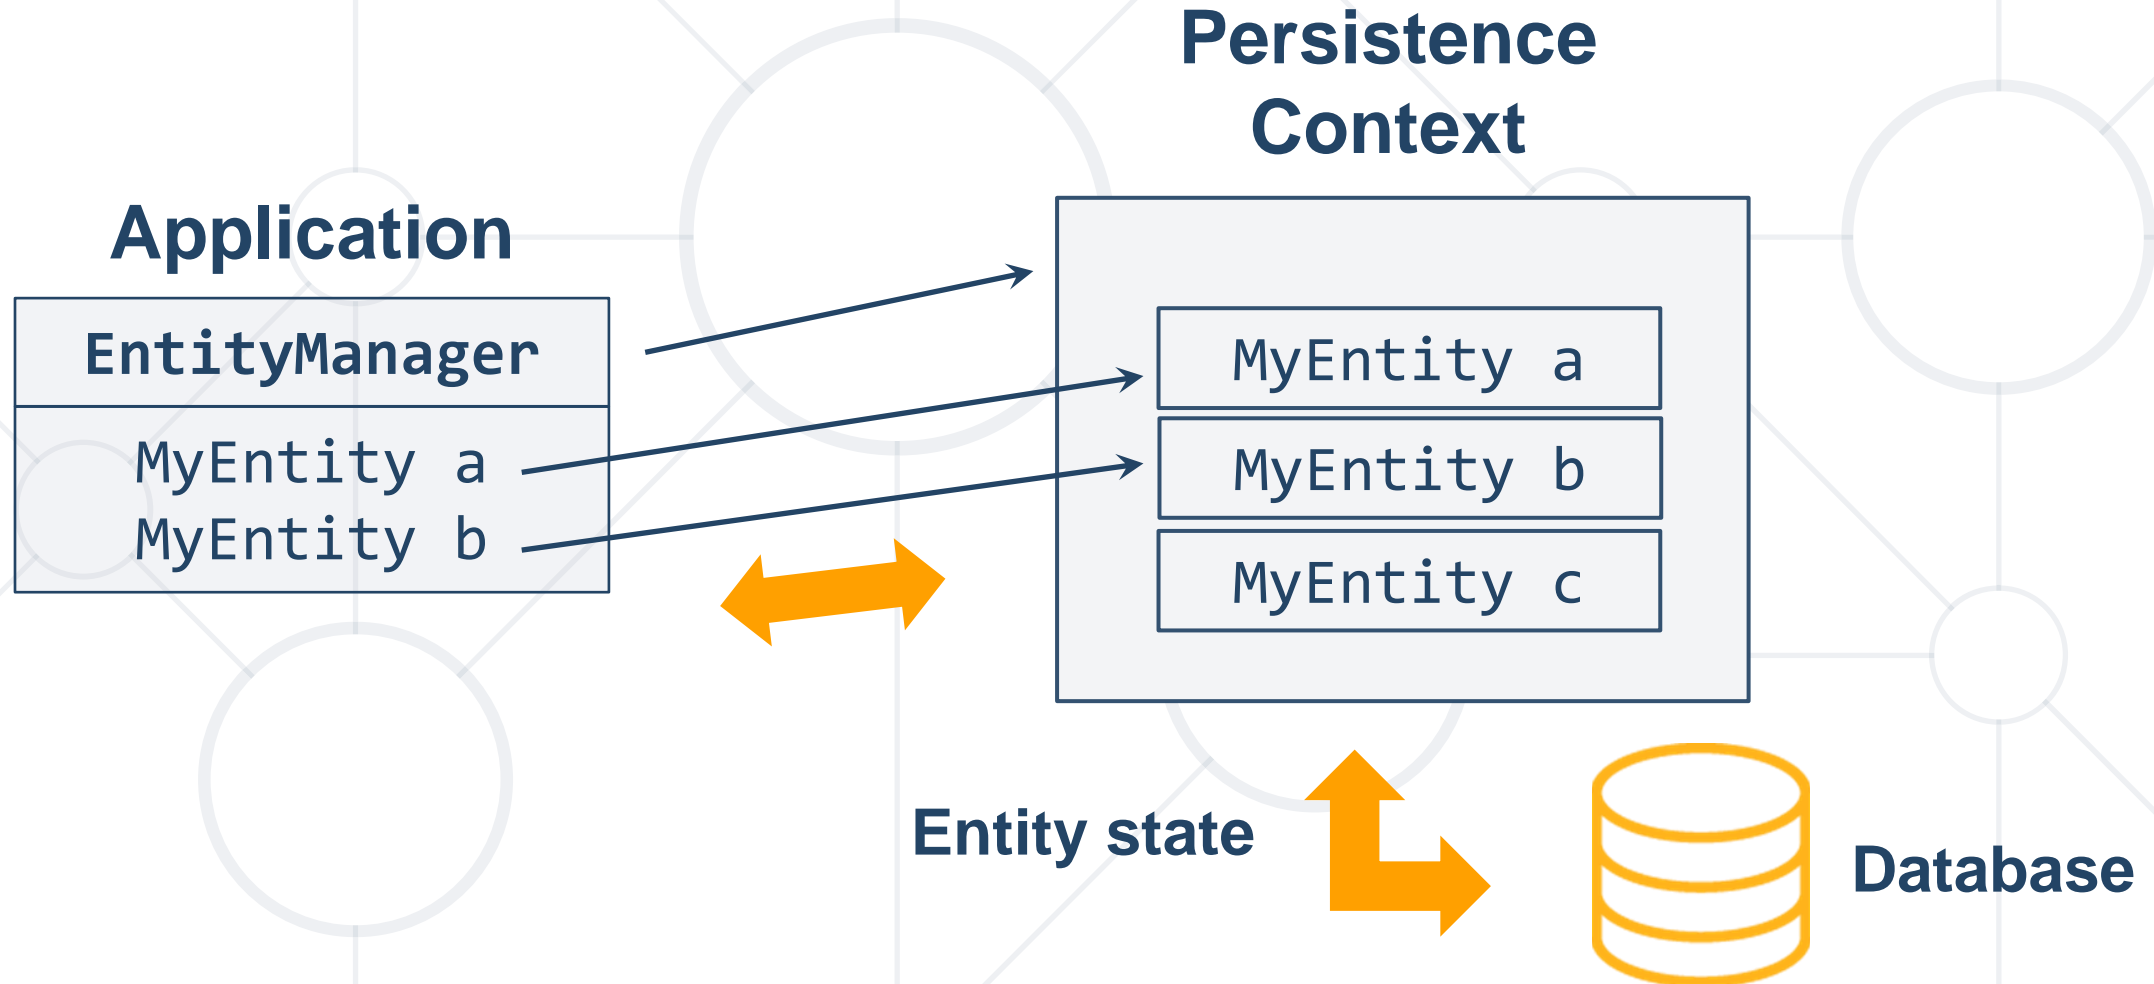 Persistence
Context
Application
EntityManager
MyEntity a
MyEntity b
MyEntity a
MyEntity b
MyEntity c
Entity state
Database